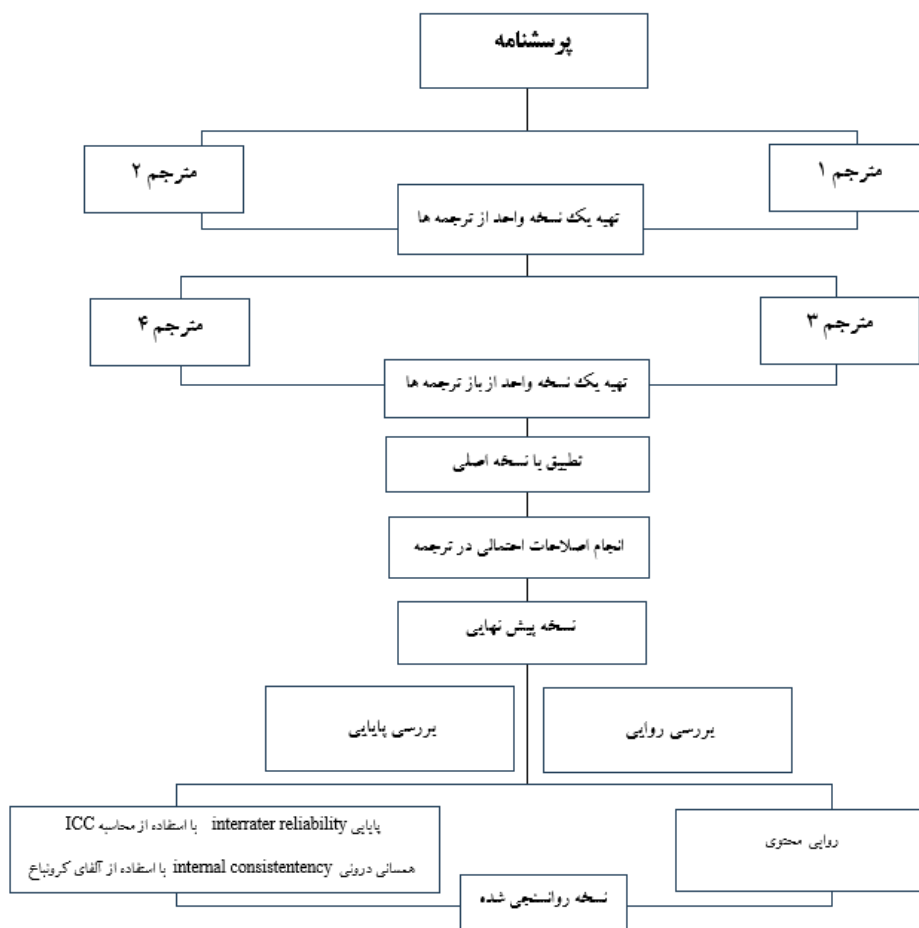 پرسشنامه
مترجم ۱
مترجم ۲
تهیه یک نسخه واحد از ترجمه ها
مترجم ۳
مترجم ۴
تهیه یک نسخه واحد از باز ترجمه ها
تطبیق با نسخه اصلی
انجام اصلاحات احتمالی در ترجمه
نسخه پیش نهایی
بررسی روایی
بررسی پایایی
روایی محتوی
پایایی interrater reliability با استفاده از محاسبه ICC
همسانی درونی internal consistentency با استفاده از آلفای کرونباخ
نسخه روانسنجی شده